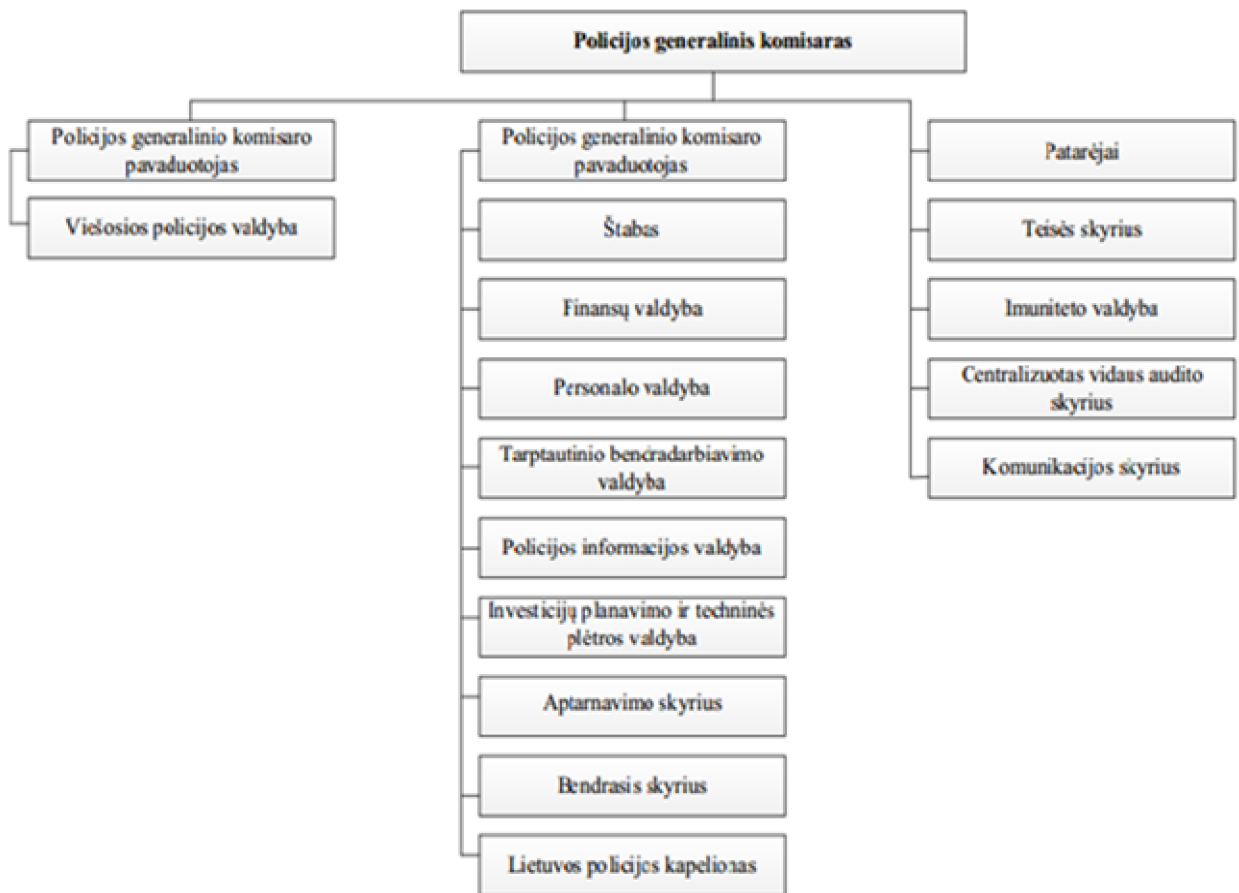 Policijos generalinis komisaras
Policijos generalinio komisaro
pavaduotojas
Viešosios policijos valdyba
Policijos generalinio komisaro
pavaduotojas
Štabas
Finansų valdyba
Personalo valdyba
Tarptautinio bendradarbiavimo
valdyba
Policijos informacijos valdyba
Investicijų planavimo ir techninės
plėtros valdyba
Aptarnavimo skyrius
Bendrasis skyrius
Lietuvos policijos kapelionas
Patarėjai
Teisės skyrius
Imuniteto valdyba
Centralizuotas vidaus audito
skyrius
Komunikacijos skyrius